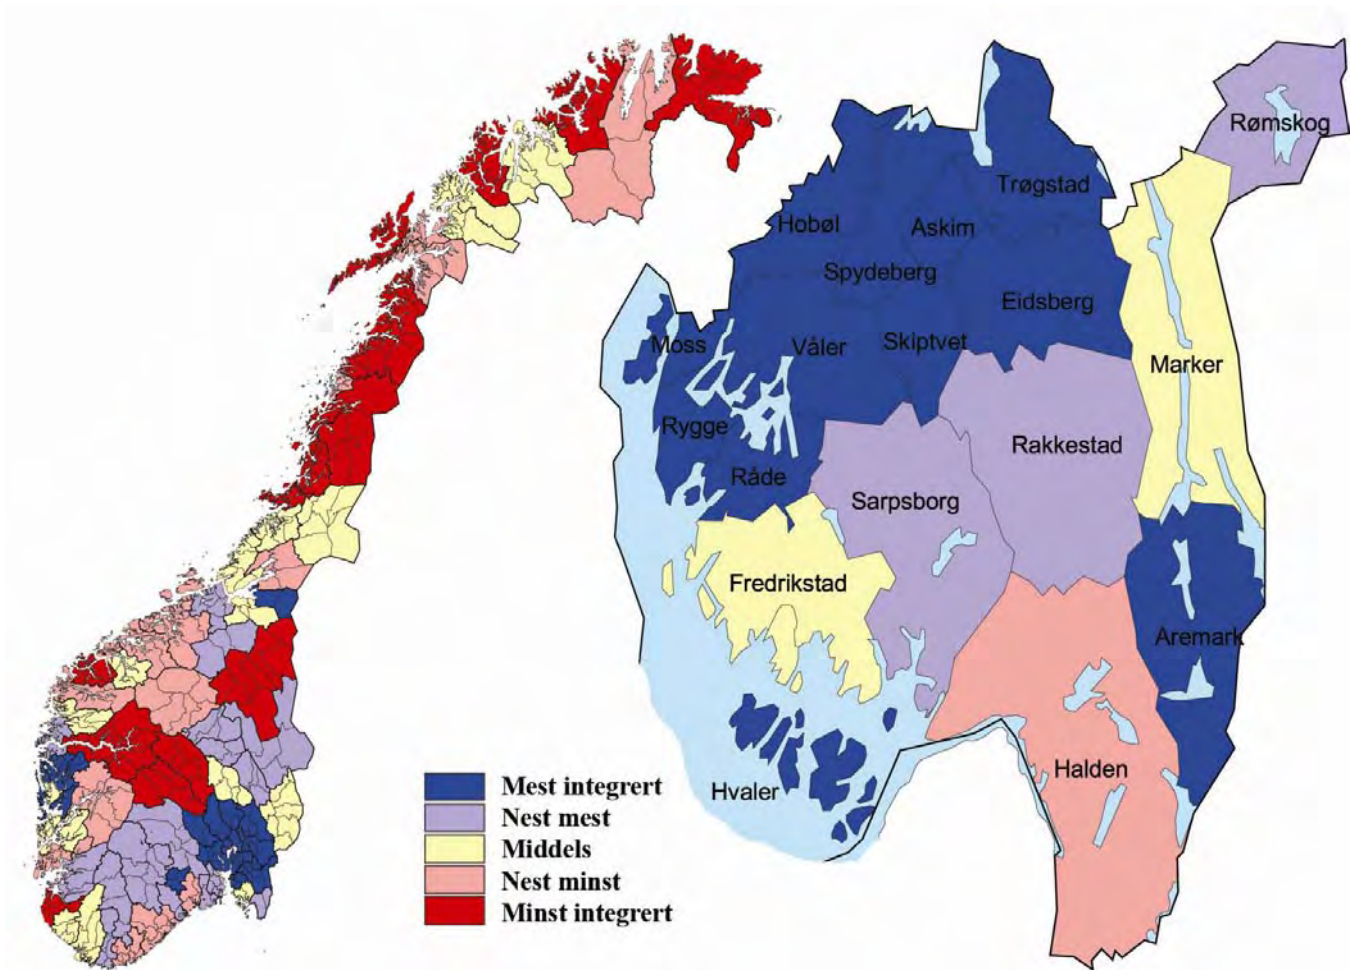 Rømskog
Trøgstad
Hobøl
Askim
Spydeberg
Eidsberg
Moss
Våler
Skiptvet
Marker
Rygge
Rakkestad
Råde
Sarpsborg
Fredrikstad
Aremark
Halden
Hvaler
Mest integrert
Nest mest
Middels
Nest minst
Minst integrert